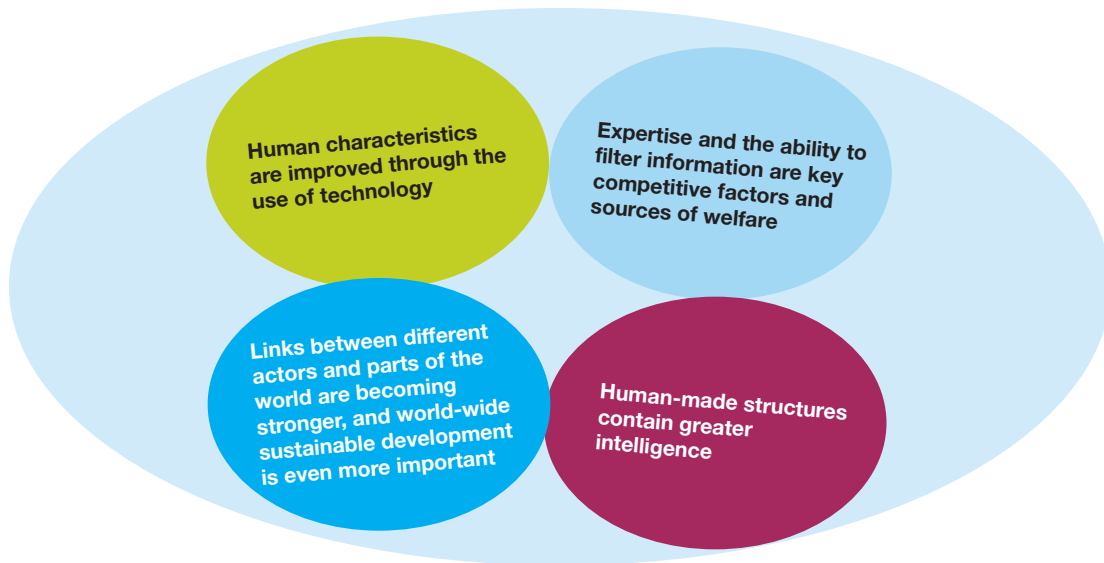 Human characteristics
are improved through the
use of technology
Expertise and the ability to
filter information are key
competitive factors and
sources of welfare
Links between different
actors and parts of the
world are becoming
stronger, and world-wide
sustainable development
is even more important
Human-made structures
contain greater
intelligence